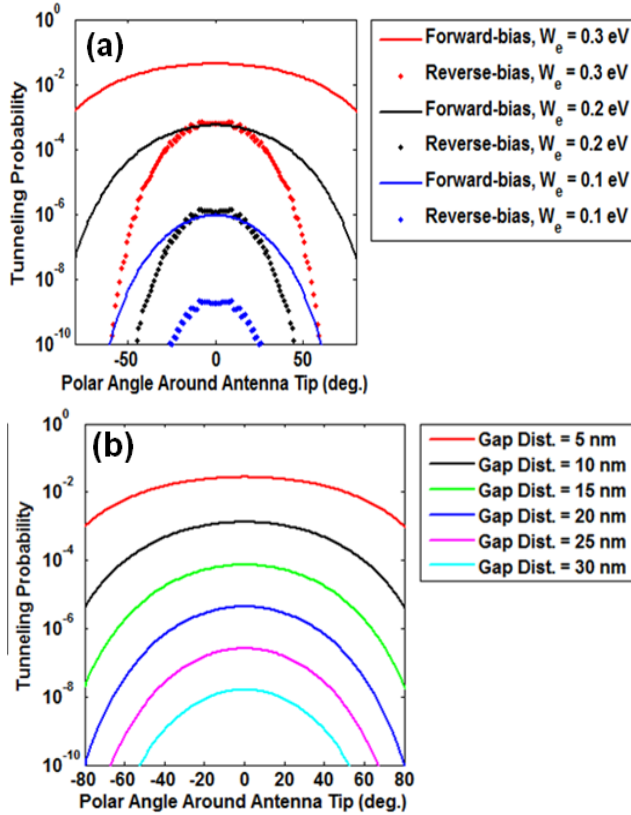 (a)
10^0
10^-2
10^-4
10^-6
10^-8
10^-10
Tunneling Probability
-50 0 50
Polar Angle Around Antenna Tip (deg.)
Forward-bias, W_e = 0.3 eV
Reverse-bias, W_e = 0.3 eV
Forward-bias, W_e = 0.2 eV
Reverse-bias, W_e = 0.2 eV
Forward-bias, W_e = 0.1 eV
Reverse-bias, W_e = 0.1 eV
(b)
10^0
10^-2
10^-4
10^-6
10^-8
10^-10
Tunneling Probability
-80 -60 -40 -20 0 20 40 60 80
Polar Angle Around Antenna Tip (deg.)
Gap Dist. = 5 nm
Gap Dist. = 10 nm
Gap Dist. = 15 nm
Gap Dist. = 20 nm
Gap Dist. = 25 nm
Gap Dist. = 30 nm